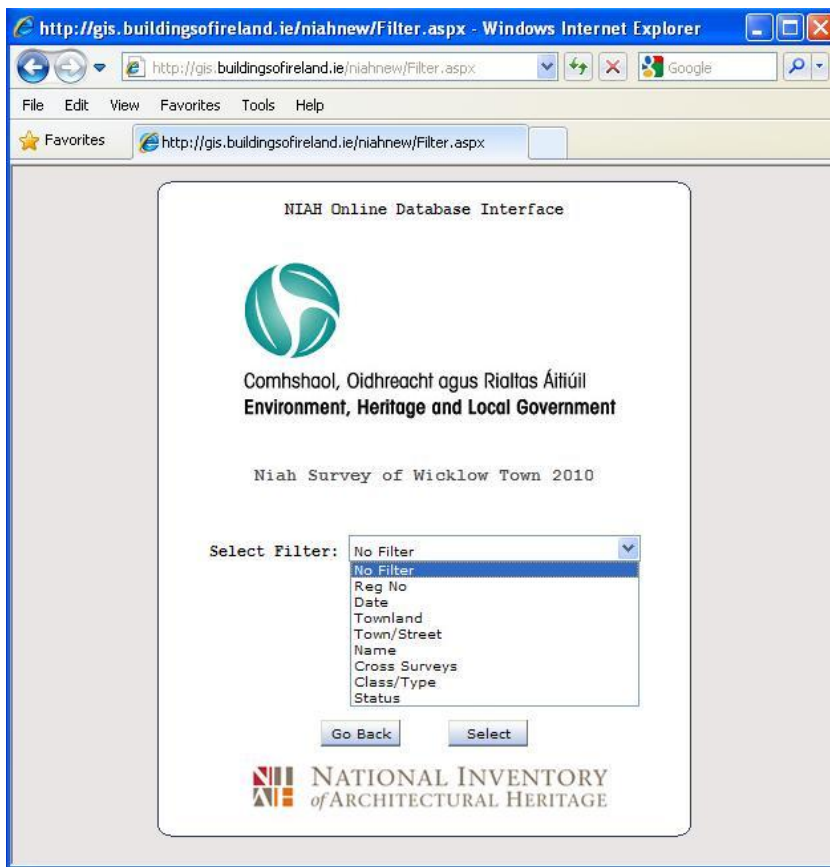 http://gis.buildingsofireland.ie/niahnew/Filter.aspx - Windows Internet Explorer
http://gis.buildingsofireland.ie/niahnew/Filter.aspx
Google
File Edit View Favorites Tools Help
Favorites
http://gis.buildingsofireland.ie/niahnew/Filter.aspx
NIAH Online Database Interface
Comhshaol, Oidhreacht agus Rialtas Áitiúil
Environment, Heritage and Local Government
Niah Survey of Wicklow Town 2010
Select Filter: No Filter
No Filter
Reg No
Date
Townland
Town/Street
Name
Cross Surveys
Class/Type
Status
Go Back Select
NATIONAL INVENTORY
of ARCHITECTURAL HERITAGE